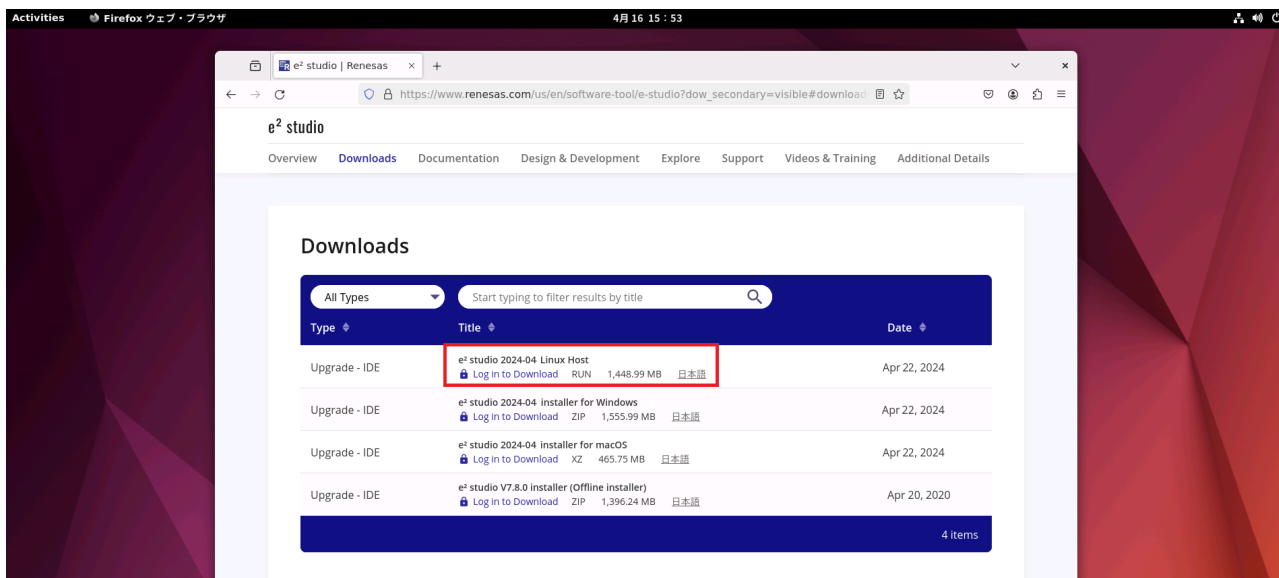 Activities Firefox ウェブ・ブラウザ 4月 16 15：53
e² studio | Renesas × +
https://www.renesas.com/us/en/software-tool/e-studio?dow_secondary=visible#download
e² studio
Overview Downloads Documentation Design & Development Explore Support Videos & Training Additional Details
Downloads
All Types Start typing to filter results by title
Type Title Date
e² studio 2024-04 Linux Host
Upgrade - IDE Log in to Download RUN 1,448.99 MB 日本語 Apr 22, 2024
e² studio 2024-04 installer for Windows
Upgrade - IDE Log in to Download ZIP 1,555.99 MB 日本語 Apr 22, 2024
e² studio 2024-04 installer for macOS
Upgrade - IDE Log in to Download XZ 465.75 MB 日本語 Apr 22, 2024
e² studio V7.8.0 installer (Offline installer)
Upgrade - IDE Log in to Download ZIP 1,396.24 MB 日本語 Apr 20, 2020
4 items